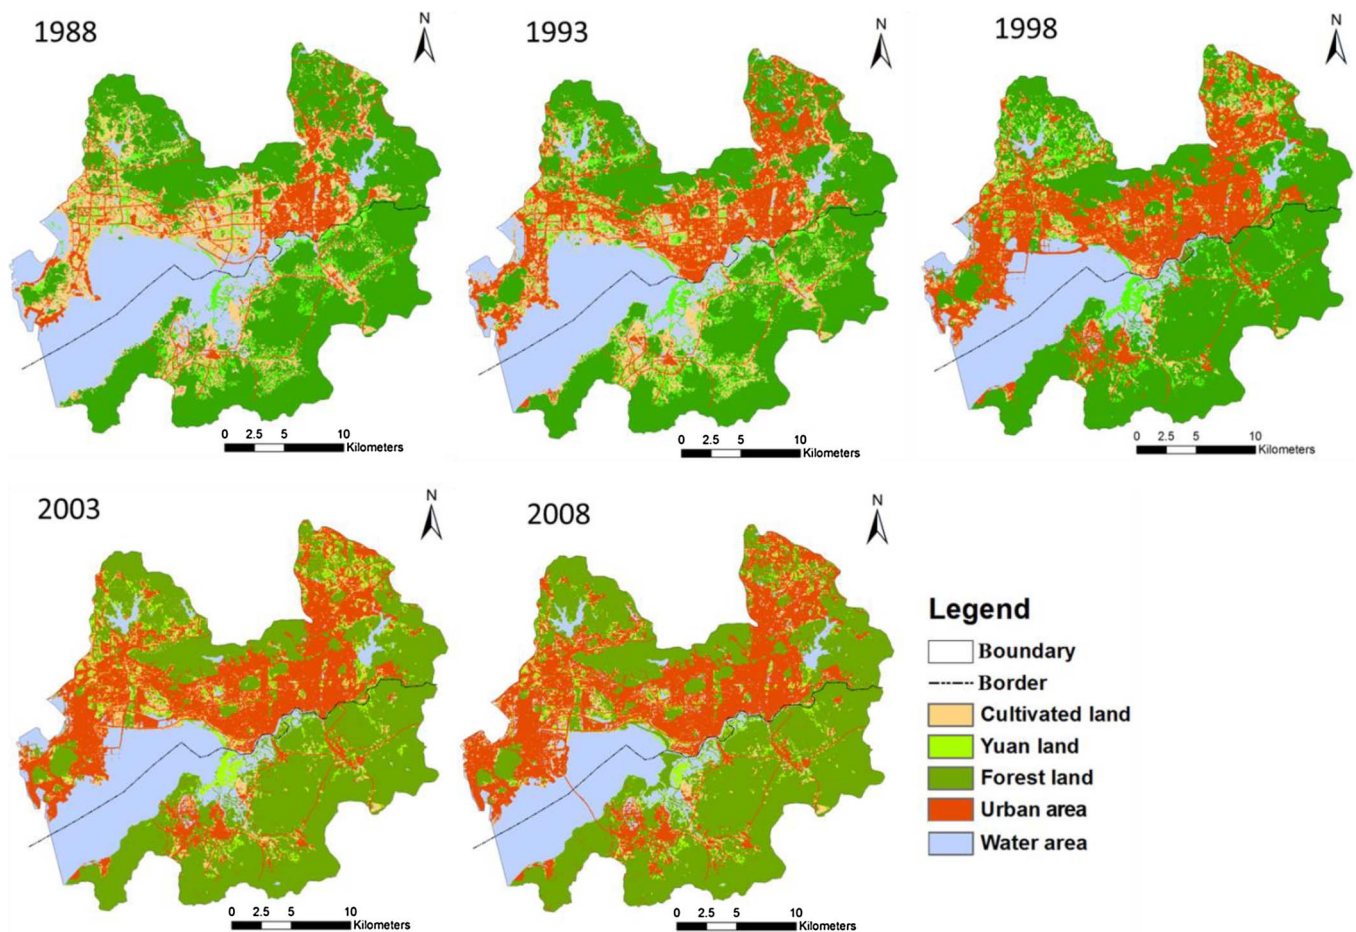 1988
N
0 2.5 5 10
Kilometers
1993
N
0 2.5 5 10
Kilometers
1998
N
0 2.5 5 10
Kilometers
2003
N
0 2.5 5 10
Kilometers
2008
N
0 2.5 5 10
Kilometers
Legend
Boundary
Border
Cultivated land
Yuan land
Forest land
Urban area
Water area